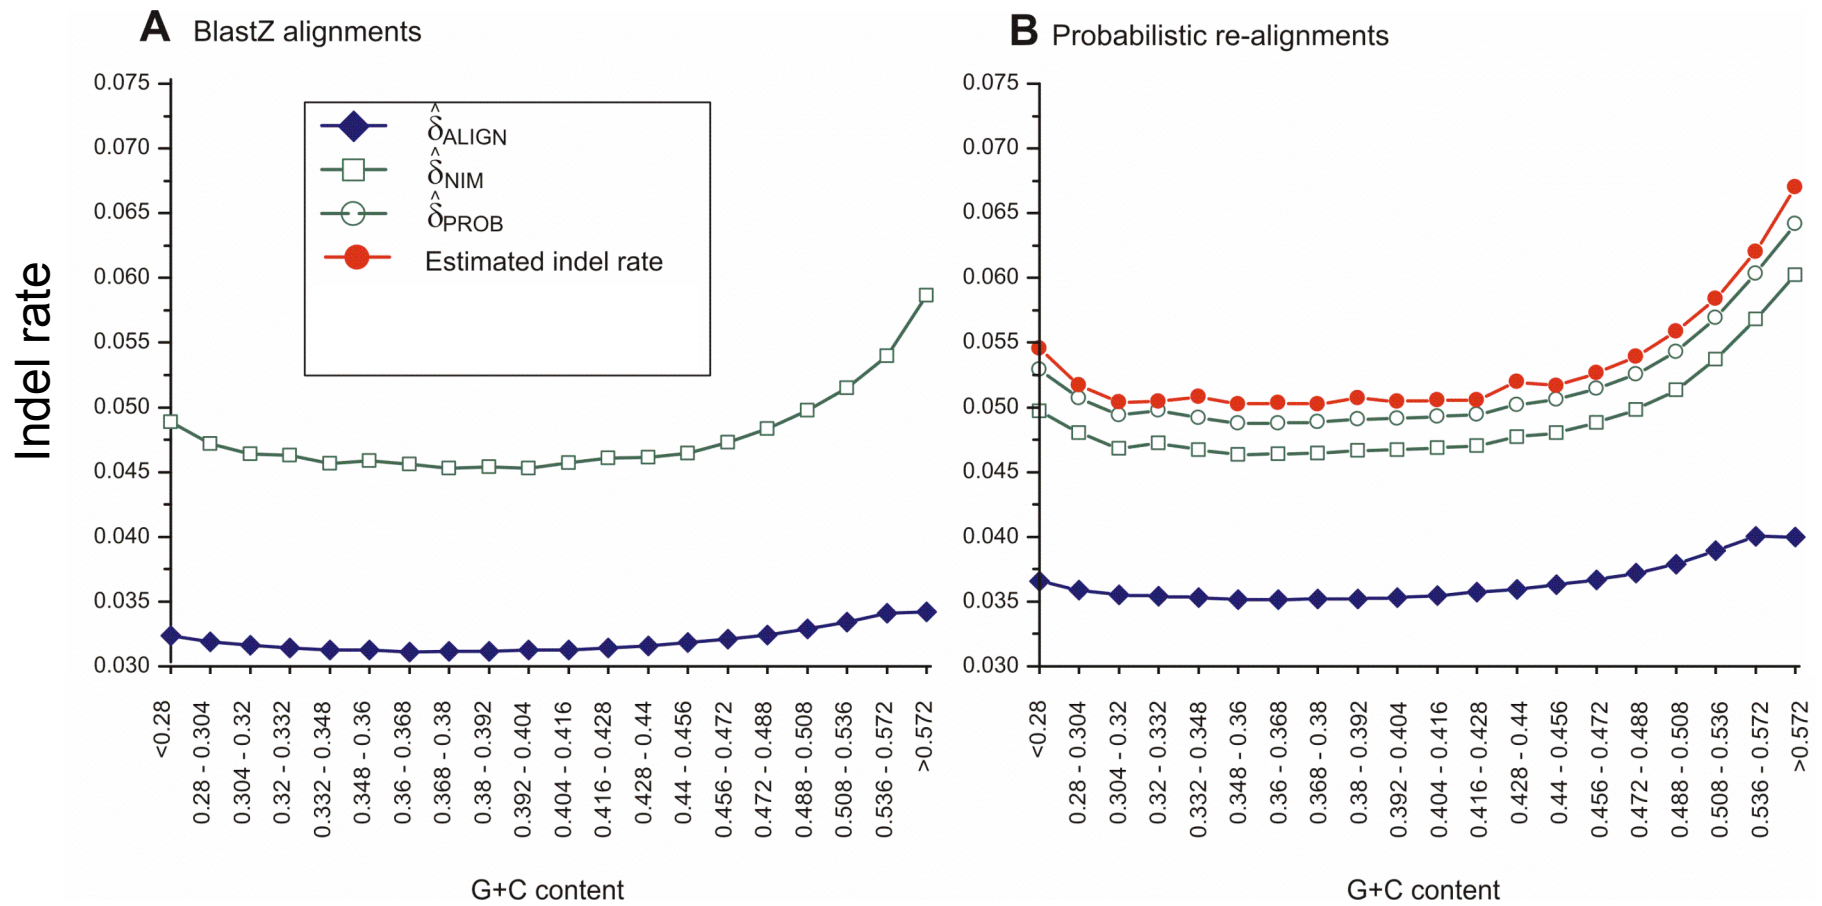 A BlastZ alignments
B Probabilistic re-alignments
Indel rate
0.075
0.070
0.065
0.060
0.055
0.050
0.045
0.040
0.035
0.030
δ̂ALIGN
δ̂NIM
δ̂PROB
Estimated indel rate
<0.28
0.28 - 0.304
0.304 - 0.32
0.32 - 0.332
0.332 - 0.348
0.348 - 0.36
0.36 - 0.368
0.368 - 0.38
0.38 - 0.392
0.392 - 0.404
0.404 - 0.416
0.416 - 0.428
0.428 - 0.44
0.44 - 0.456
0.456 - 0.472
0.472 - 0.488
0.488 - 0.508
0.508 - 0.536
0.536 - 0.572
>0.572
G+C content
0.075
0.070
0.065
0.060
0.055
0.050
0.045
0.040
0.035
0.030
<0.28
0.28 - 0.304
0.304 - 0.32
0.32 - 0.332
0.332 - 0.348
0.348 - 0.36
0.36 - 0.368
0.368 - 0.38
0.38 - 0.392
0.392 - 0.404
0.404 - 0.416
0.416 - 0.428
0.428 - 0.44
0.44 - 0.456
0.456 - 0.472
0.472 - 0.488
0.488 - 0.508
0.508 - 0.536
0.536 - 0.572
>0.572
G+C content